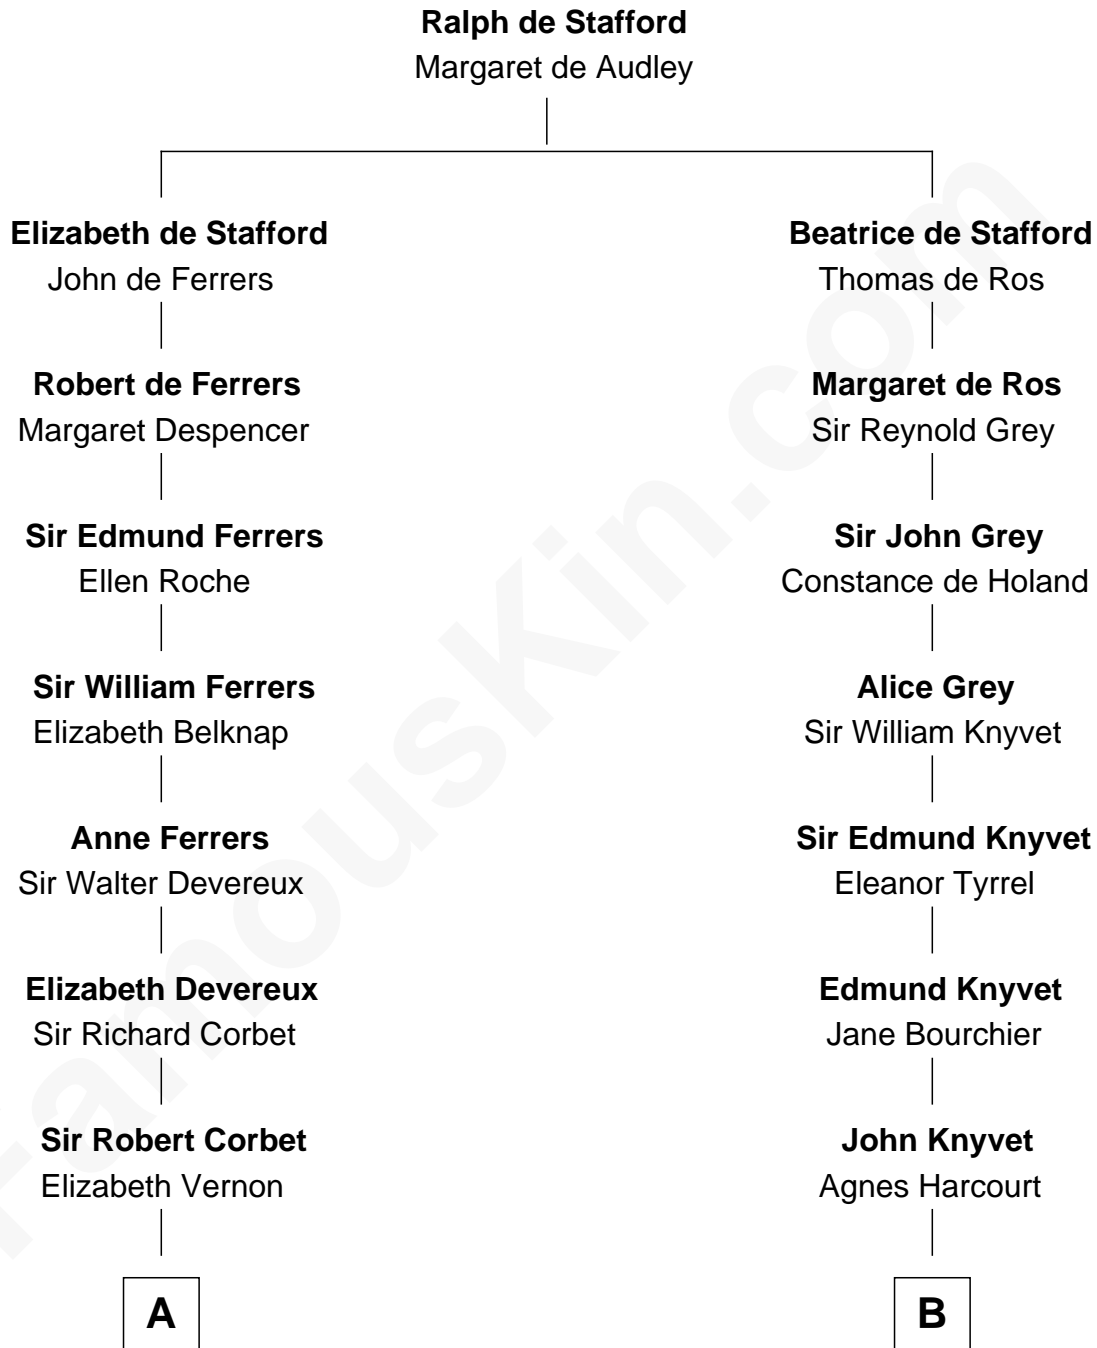 Ralph de Stafford
Margaret de Audley
Elizabeth de Stafford
John de Ferrers
Robert de Ferrers
Margaret Despencer
Sir Edmund Ferrers
Ellen Roche
Sir William Ferrers
Elizabeth Belknap
Anne Ferrers
Sir Walter Devereux
Elizabeth Devereux
Sir Richard Corbet
Sir Robert Corbet
Elizabeth Vernon
A
Beatrice de Stafford
Thomas de Ros
Margaret de Ros
Sir Reynold Grey
Sir John Grey
Constance de Holand
Alice Grey
Sir William Knyvet
Sir Edmund Knyvet
Eleanor Tyrrel
Edmund Knyvet
Jane Bourchier
John Knyvet
Agnes Harcourt
B
FamousKin.com